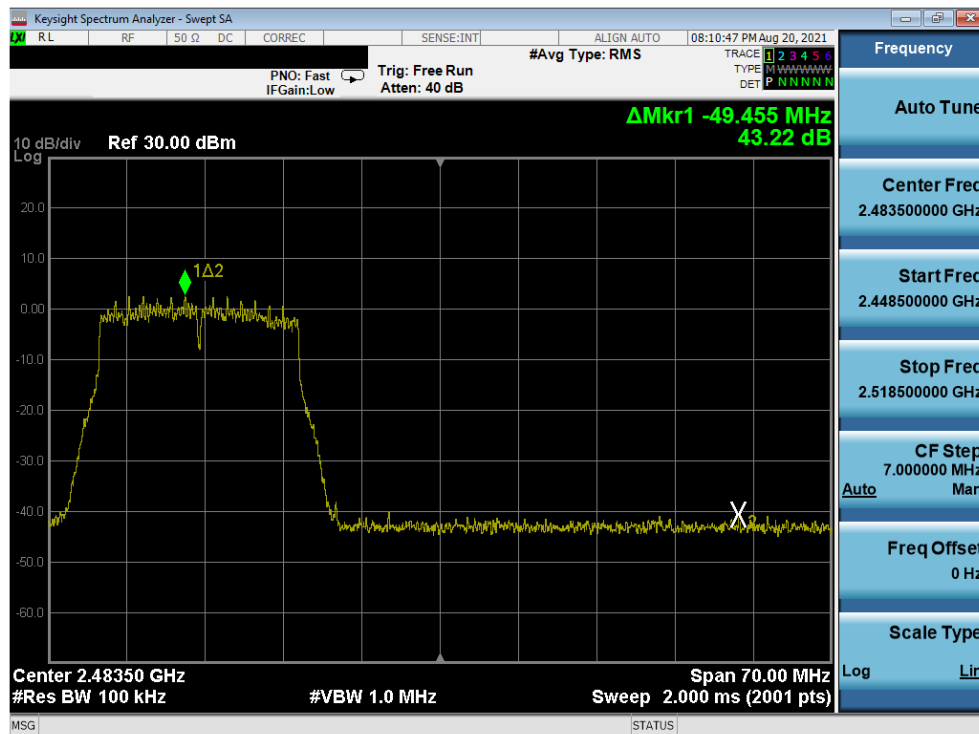 Keysight Spectrum Analyzer - Swept SA
LXI RL RF 50 Ω DC CORREC SENSE:INT ALIGN AUTO 08:10:47 PM Aug 20, 2021
#Avg Type: RMS
TRACE 1 2 3 4 5 6
TYPE M WWWWW
DET P N N N N N
PNO: Fast
IFGain:Low
Trig: Free Run
Atten: 40 dB
ΔMkr1 -49.455 MHz
43.22 dB
10 dB/div
Log
Ref 30.00 dBm
20.0
10.0
0.00
-10.0
-20.0
-30.0
-40.0
-50.0
-60.0
1Δ2
X2
Center 2.48350 GHz
Span 70.00 MHz
#Res BW 100 kHz
#VBW 1.0 MHz
Sweep 2.000 ms (2001 pts)
MSG
STATUS
Frequency
Auto Tune
Center Freq
2.483500000 GHz
Start Freq
2.448500000 GHz
Stop Freq
2.518500000 GHz
CF Step
7.000000 MHz
Auto Man
Freq Offset
0 Hz
Scale Type
Log Lin